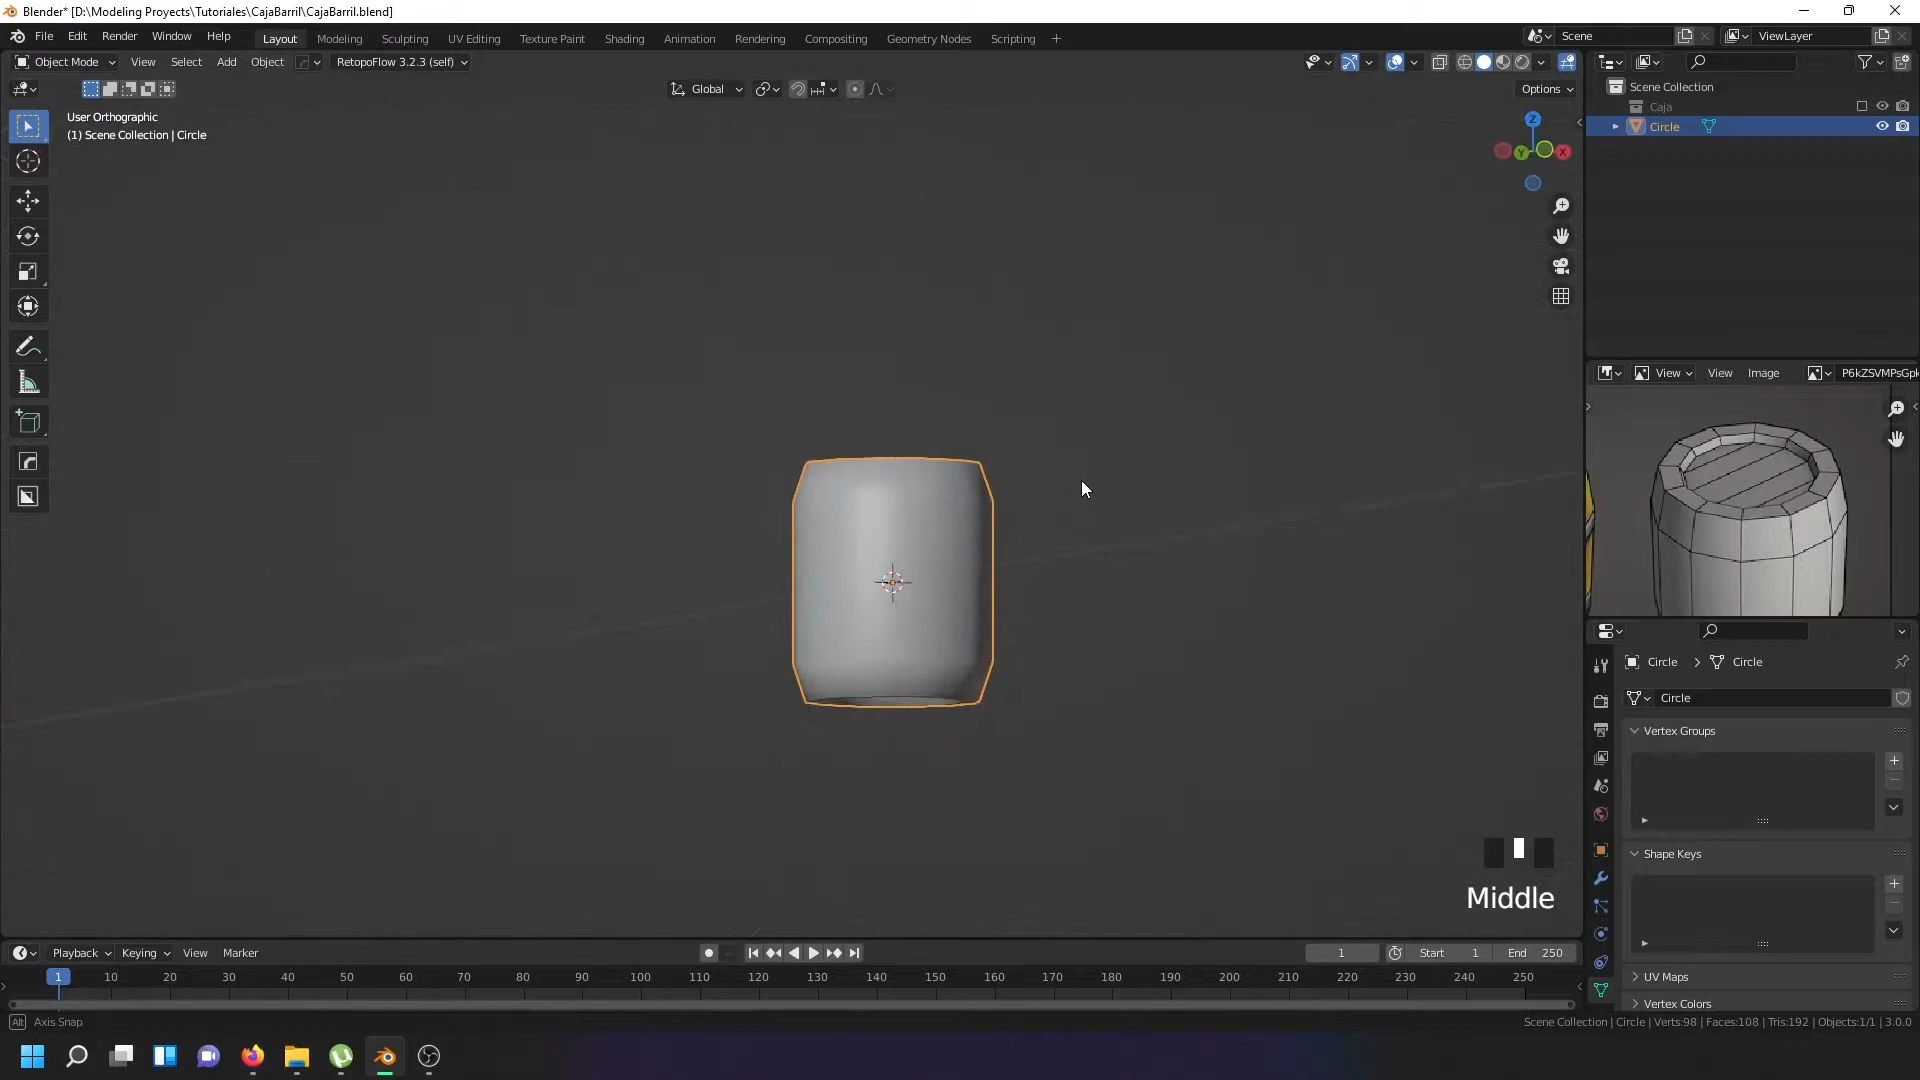 Blender* [D:\Modeling Proyects\Tutoriales\CajaBarril\CajaBarril.blend]
File Edit Render Window Help Layout Modeling Sculpting UV Editing Texture Paint Shading Animation Rendering Compositing Geometry Nodes Scripting Scene ViewLayer
Object Mode View Select Add Object RetopoFlow 3.2.3 (self)
Global Options
User Orthographic
(1) Scene Collection | Circle
Z
Y X
Scene Collection
Caja
Circle
View View Image P6kZSVMPsGpk
Circle > Circle
Circle
Vertex Groups
Shape Keys
UV Maps
Vertex Colors
Middle
Playback Keying View Marker 1 Start 1 End 250
1 10 20 30 40 50 60 70 80 90 100 110 120 130 140 150 160 170 180 190 200 210 220 230 240 250
Alt Axis Snap
Scene Collection | Circle | Verts:98 | Faces:108 | Tris:192 | Objects:1/1 | 3.0.0